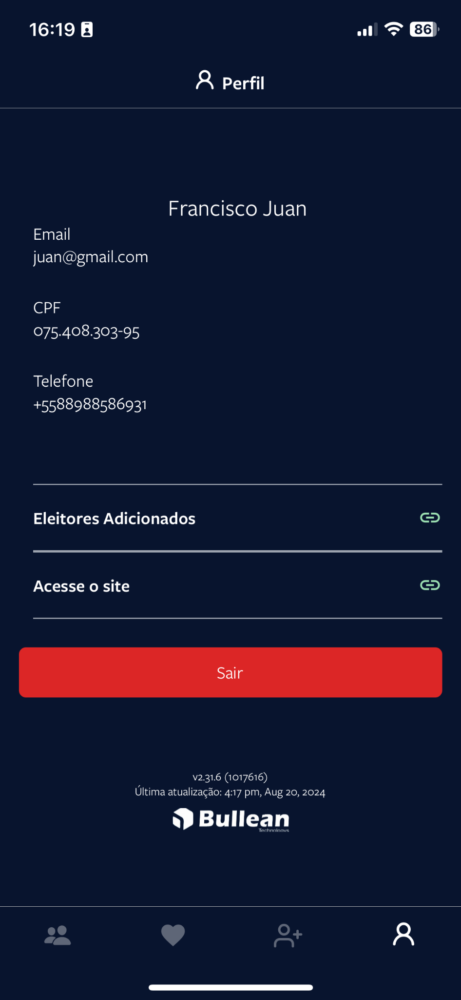 16:19
86
Perfil
Francisco Juan
Email
juan@gmail.com
CPF
075.408.303-95
Telefone
+5588988586931
Eleitores Adicionados
Acesse o site
Sair
v2.31.6 (1017616)
Última atualização: 4:17 pm, Aug 20, 2024
Bullean
Technologys